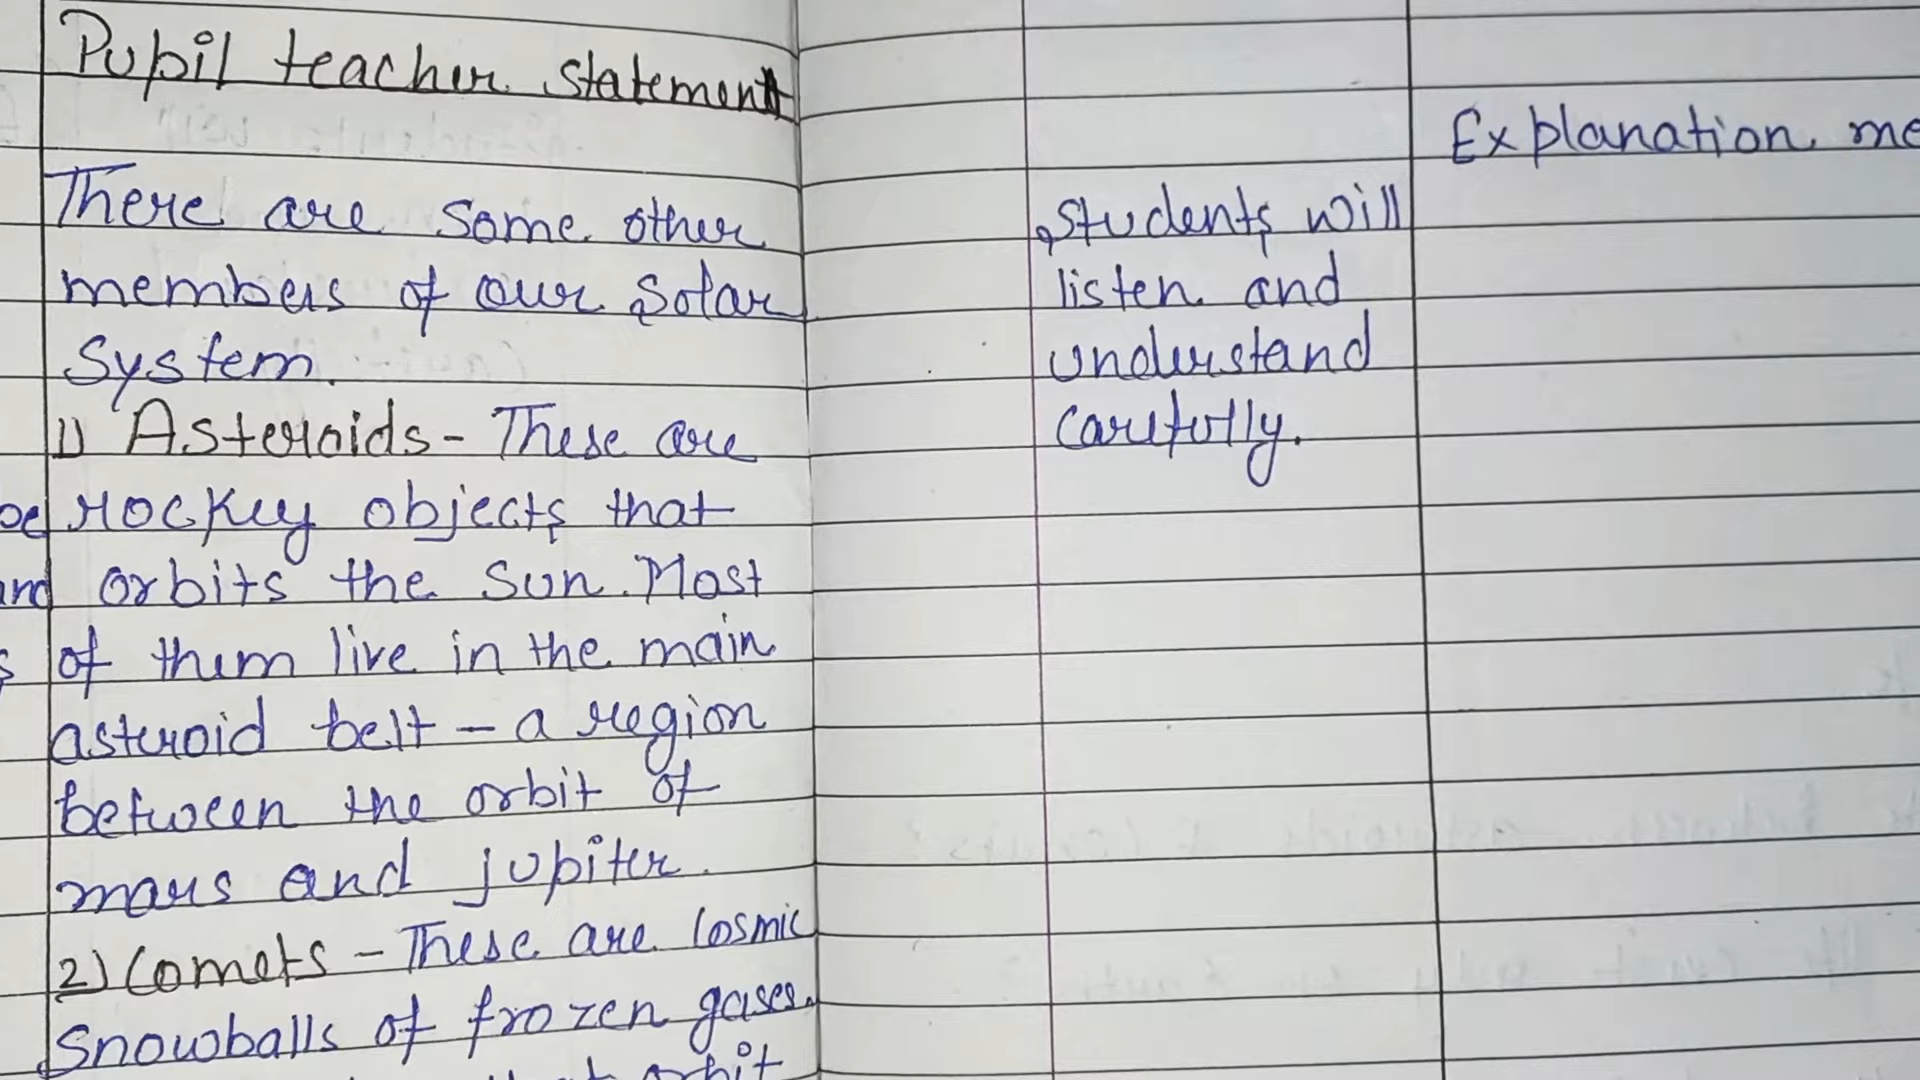 Pupil teacher statement
There are some other
members of our Solar
System.
1) Asteroids - These are
rockey objects that
orbits the Sun. Most
of them live in the main
asteroid belt - a region
between the orbit of
mars and jupiter.
2) Comets - These are cosmic
Snowballs of frozen gases
orbit
Students will
listen and
understand
carefully.
Explanation